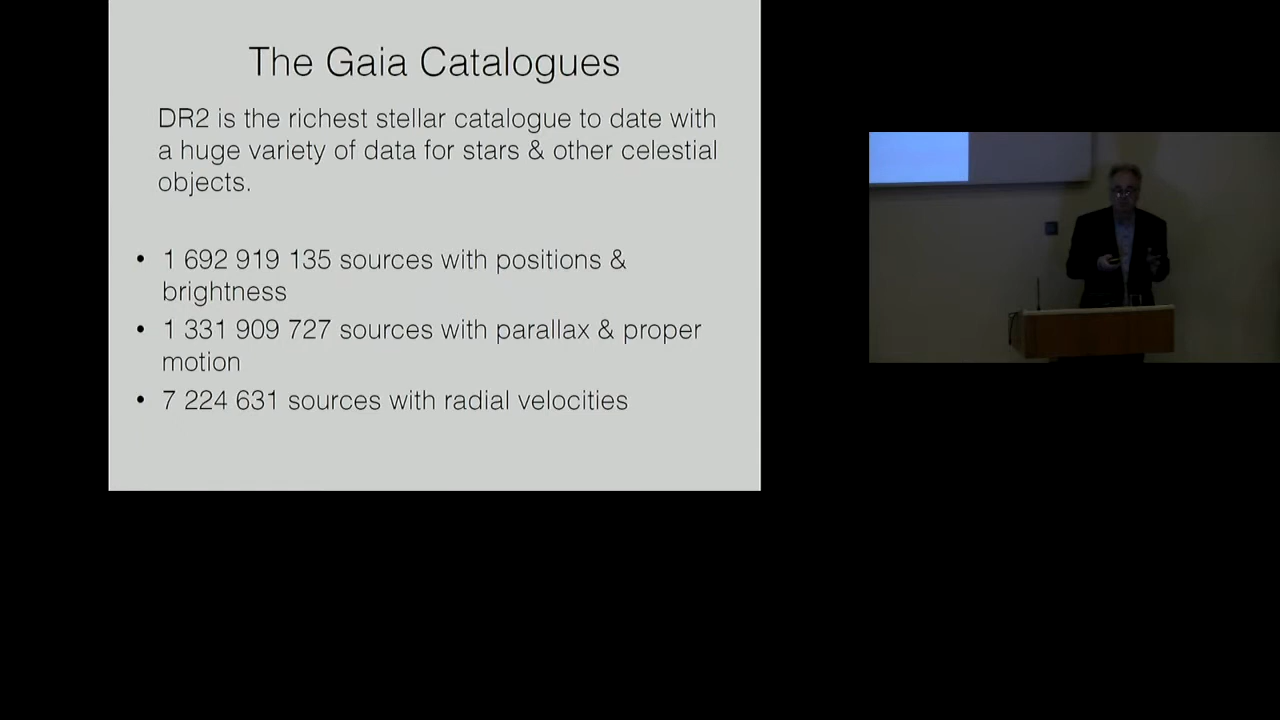 The Gaia Catalogues
DR2 is the richest stellar catalogue to date with
a huge variety of data for stars & other celestial
objects.
• 1 692 919 135 sources with positions &
brightness
• 1 331 909 727 sources with parallax & proper
motion
• 7 224 631 sources with radial velocities